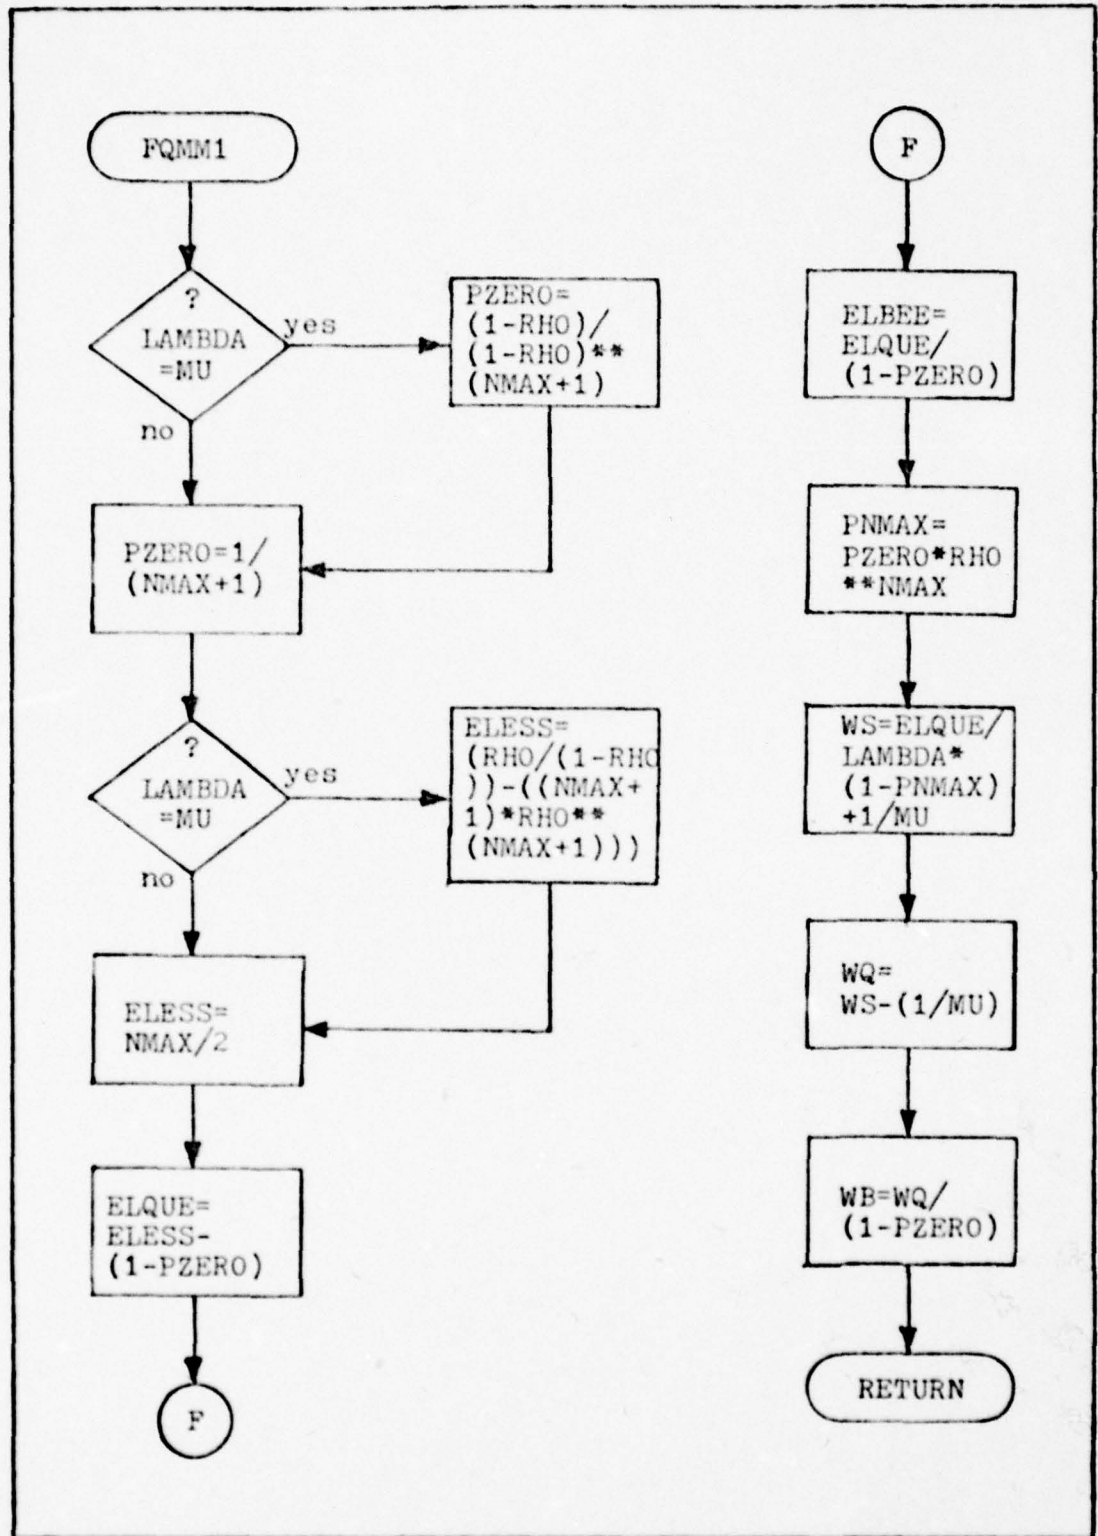 FQMM1
?
LAMBDA
=MU
yes
no
PZERO=
(1-RHO)/
(1-RHO)**
(NMAX+1)
PZERO=1/
(NMAX+1)
?
LAMBDA
=MU
yes
no
ELESS=
(RHO/(1-RHO
))-((NMAX+
1)*RHO**
(NMAX+1)))
ELESS=
NMAX/2
ELQUE=
ELESS-
(1-PZERO)
F
F
ELBEE=
ELQUE/
(1-PZERO)
PNMAX=
PZERO*RHO
**NMAX
WS=ELQUE/
LAMBDA*
(1-PNMAX)
+1/MU
WQ=
WS-(1/MU)
WB=WQ/
(1-PZERO)
RETURN